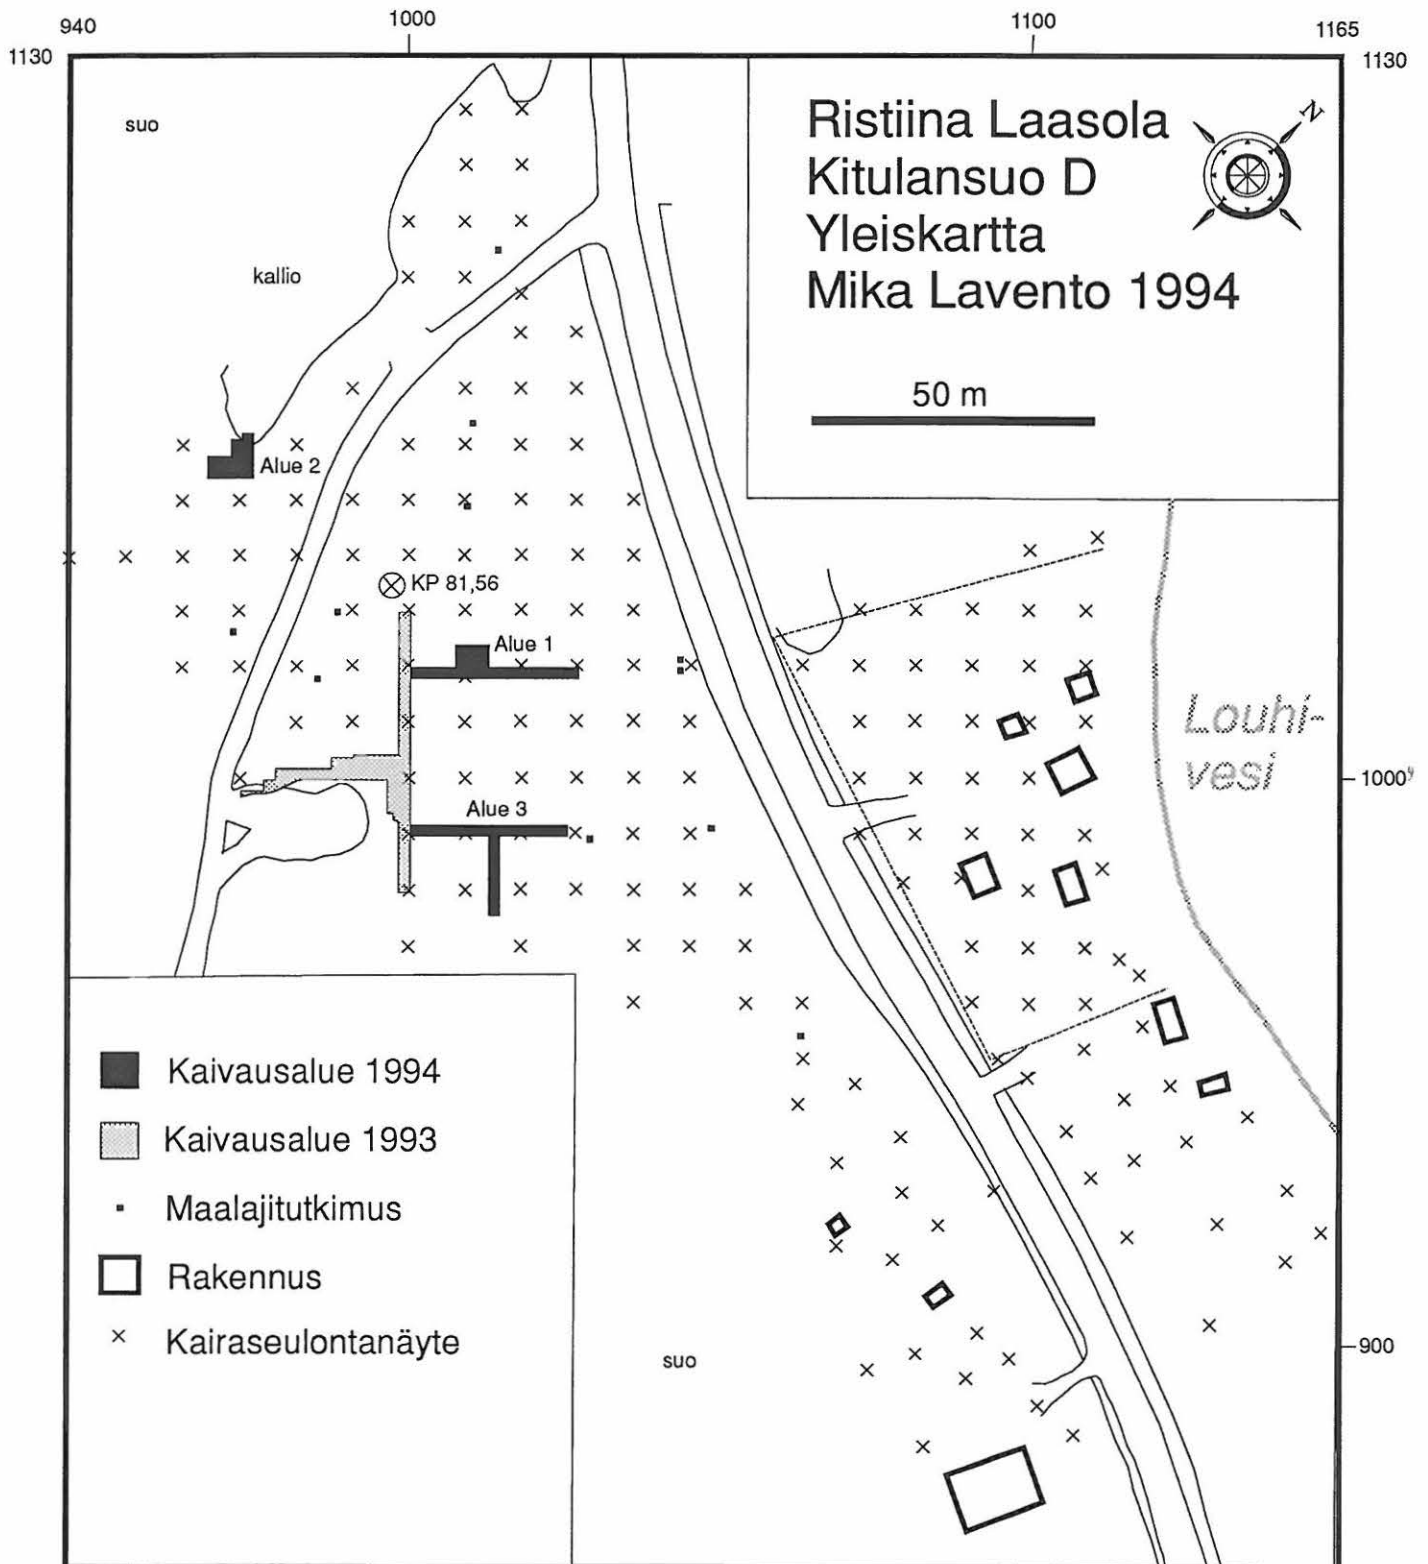 940
1000
1100
1165
1130
1130
suo
Ristiina Laasola
Kitulansuo D
Yleiskartta
Mika Lavento 1994
N
kallio
50 m
Alue 2
KP 81,56
Alue 1
Louhi-
vesi
1000
Alue 3
Kaivausalue 1994
Kaivausalue 1993
Maalajitutkimus
Rakennus
Kairaseulontanäyte
suo
900